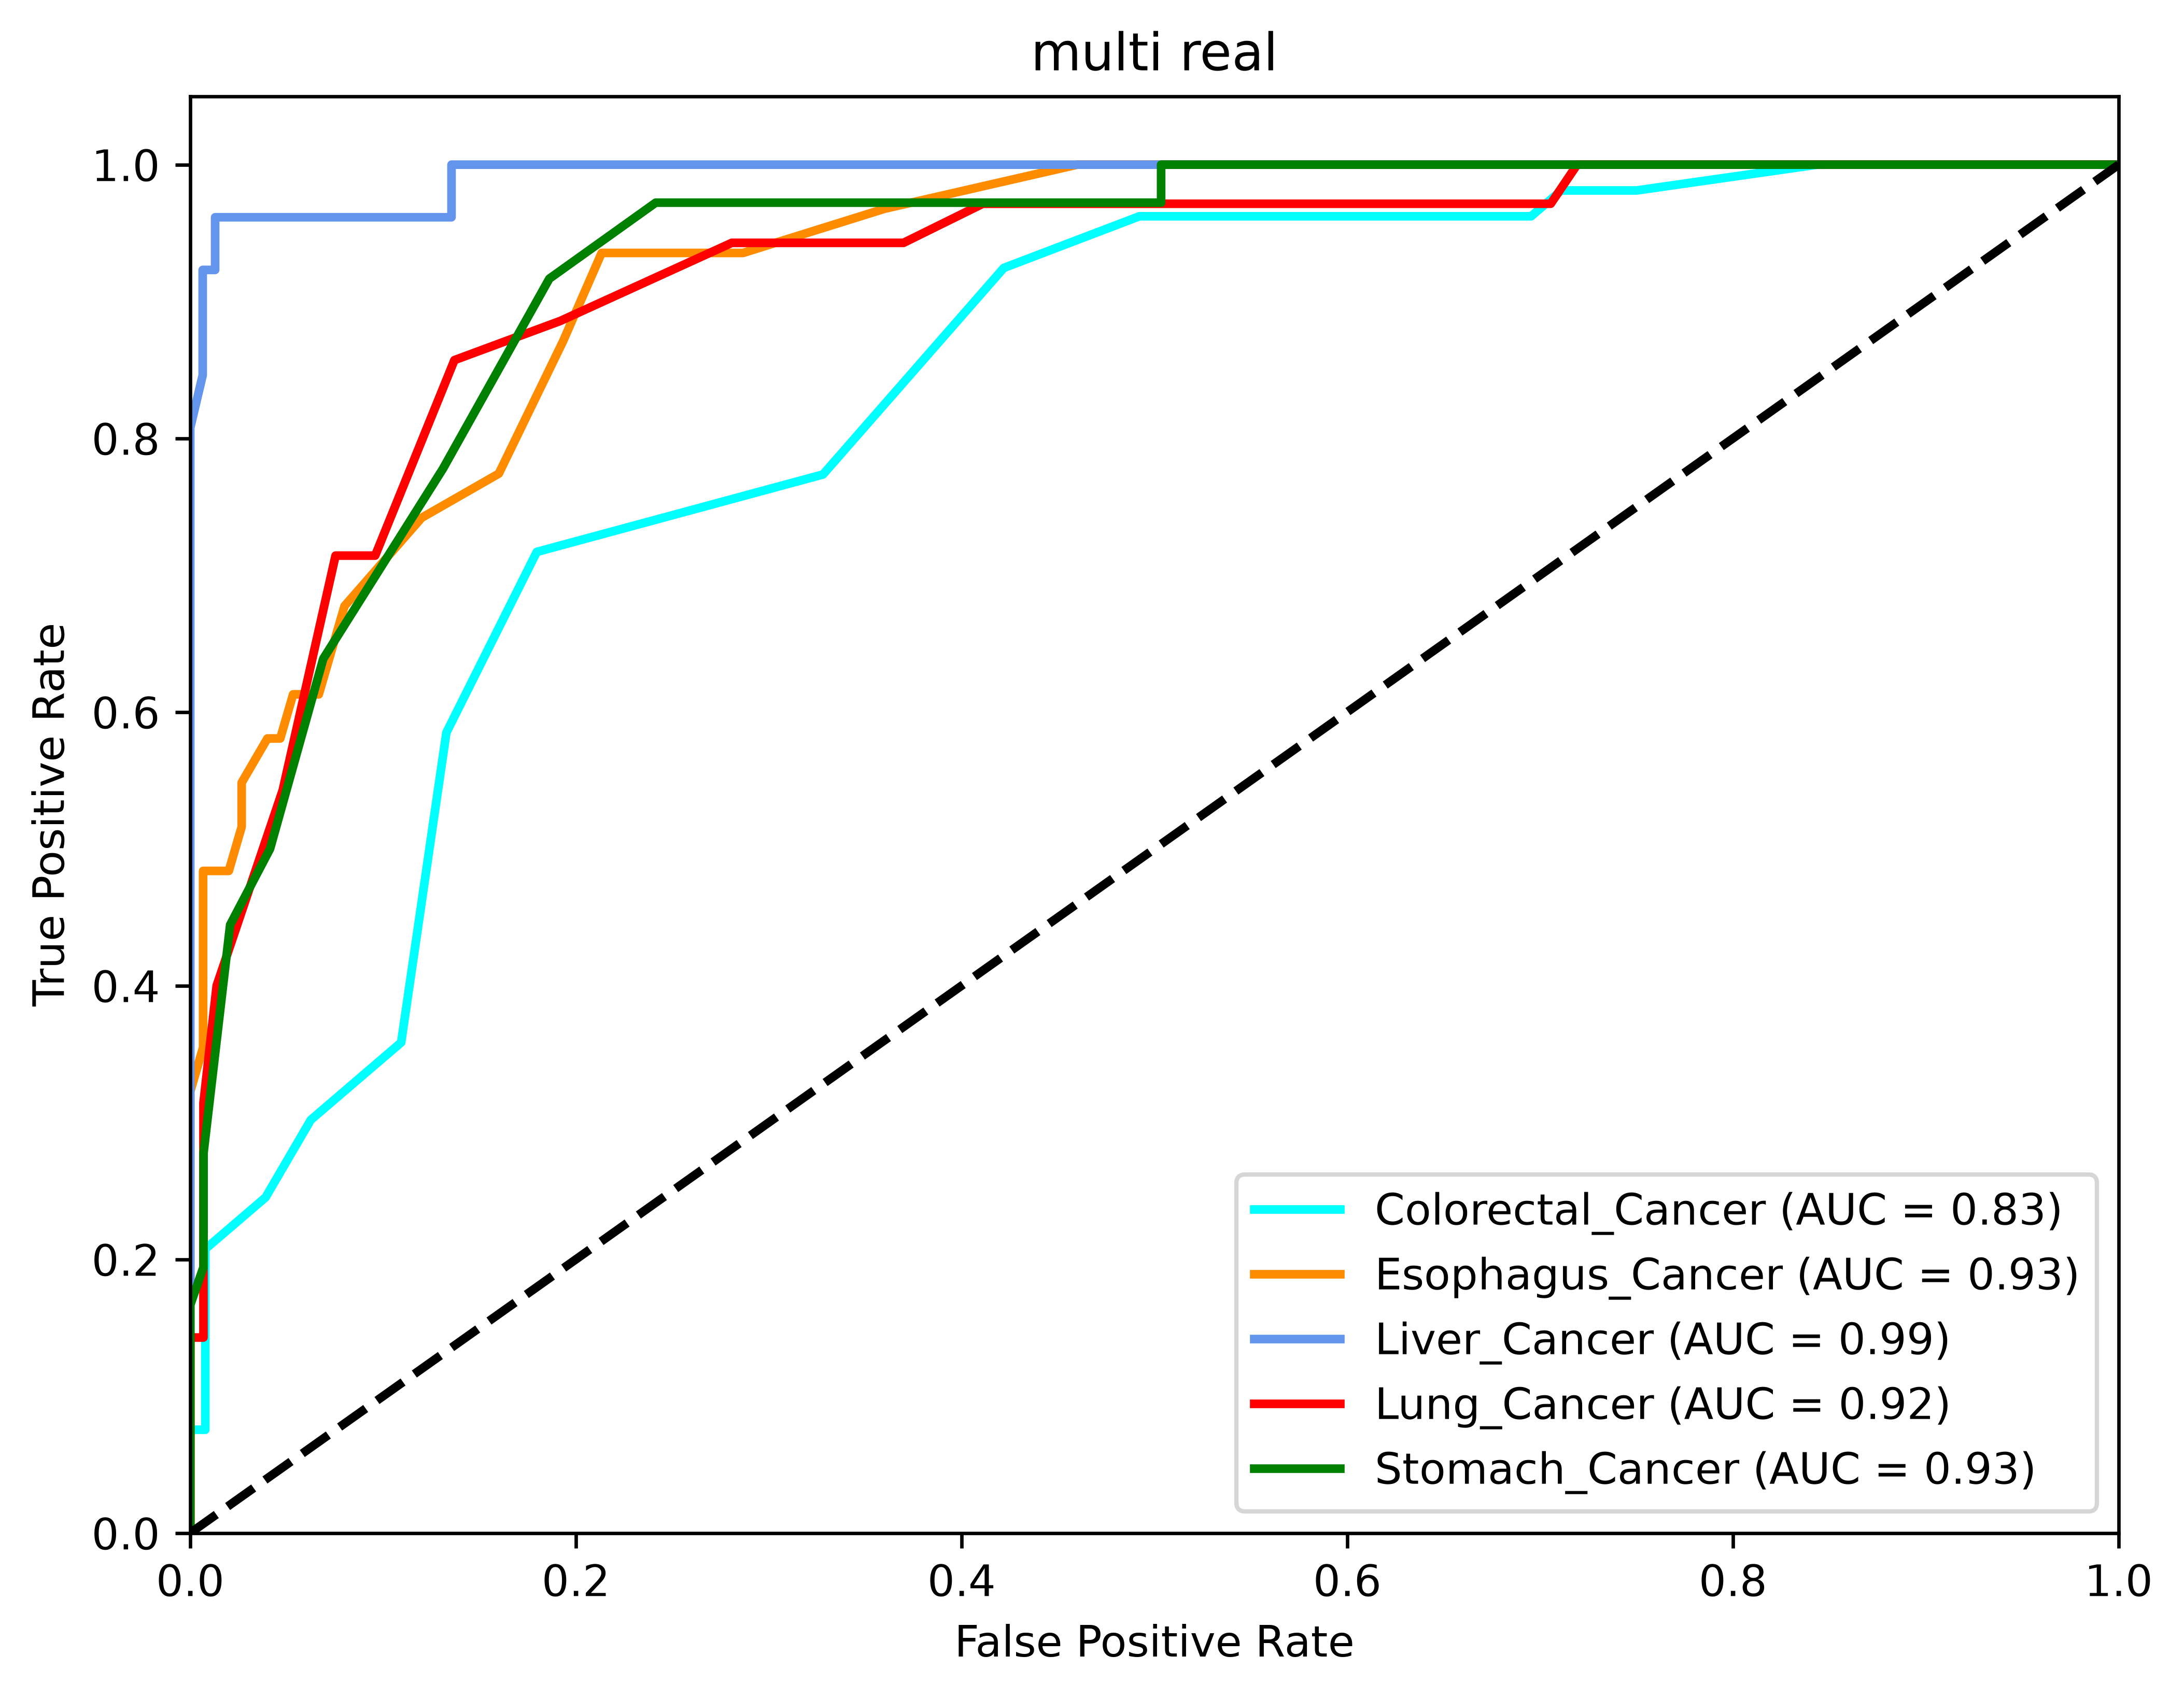 multi real
1.0
0.8
0.6
0.4
0.2
0.0
True Positive Rate
Colorectal_Cancer (AUC = 0.83)
Esophagus_Cancer (AUC = 0.93)
Liver_Cancer (AUC = 0.99)
Lung_Cancer (AUC = 0.92)
Stomach_Cancer (AUC = 0.93)
0.0 0.2 0.4 0.6 0.8 1.0
False Positive Rate